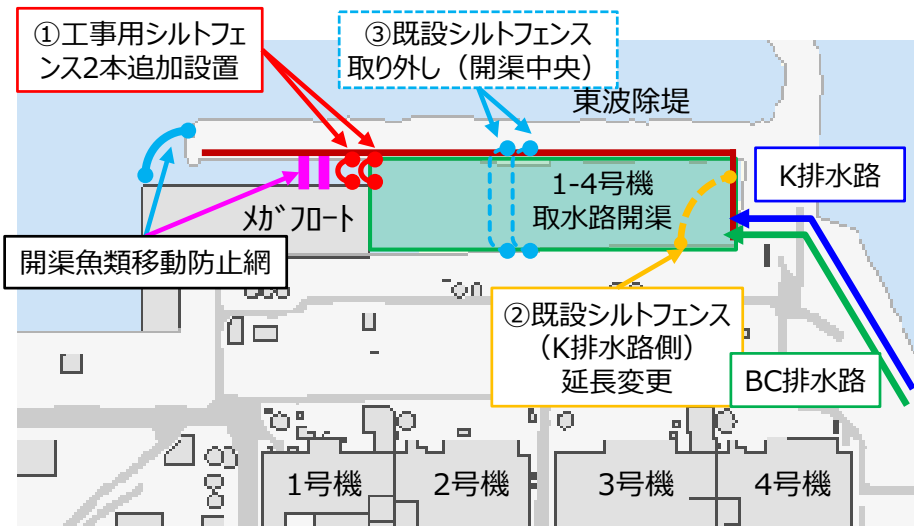 ①工事用シルトフェ
ンス2本追加設置
③既設シルトフェンス
取り外し（開渠中央）
東波除堤
K排水路
1-4号機
取水路開渠
ﾒｶﾞﾌﾛｰﾄ
開渠魚類移動防止網
②既設シルトフェンス
（K排水路側）
延長変更
BC排水路
1号機
2号機
3号機
4号機